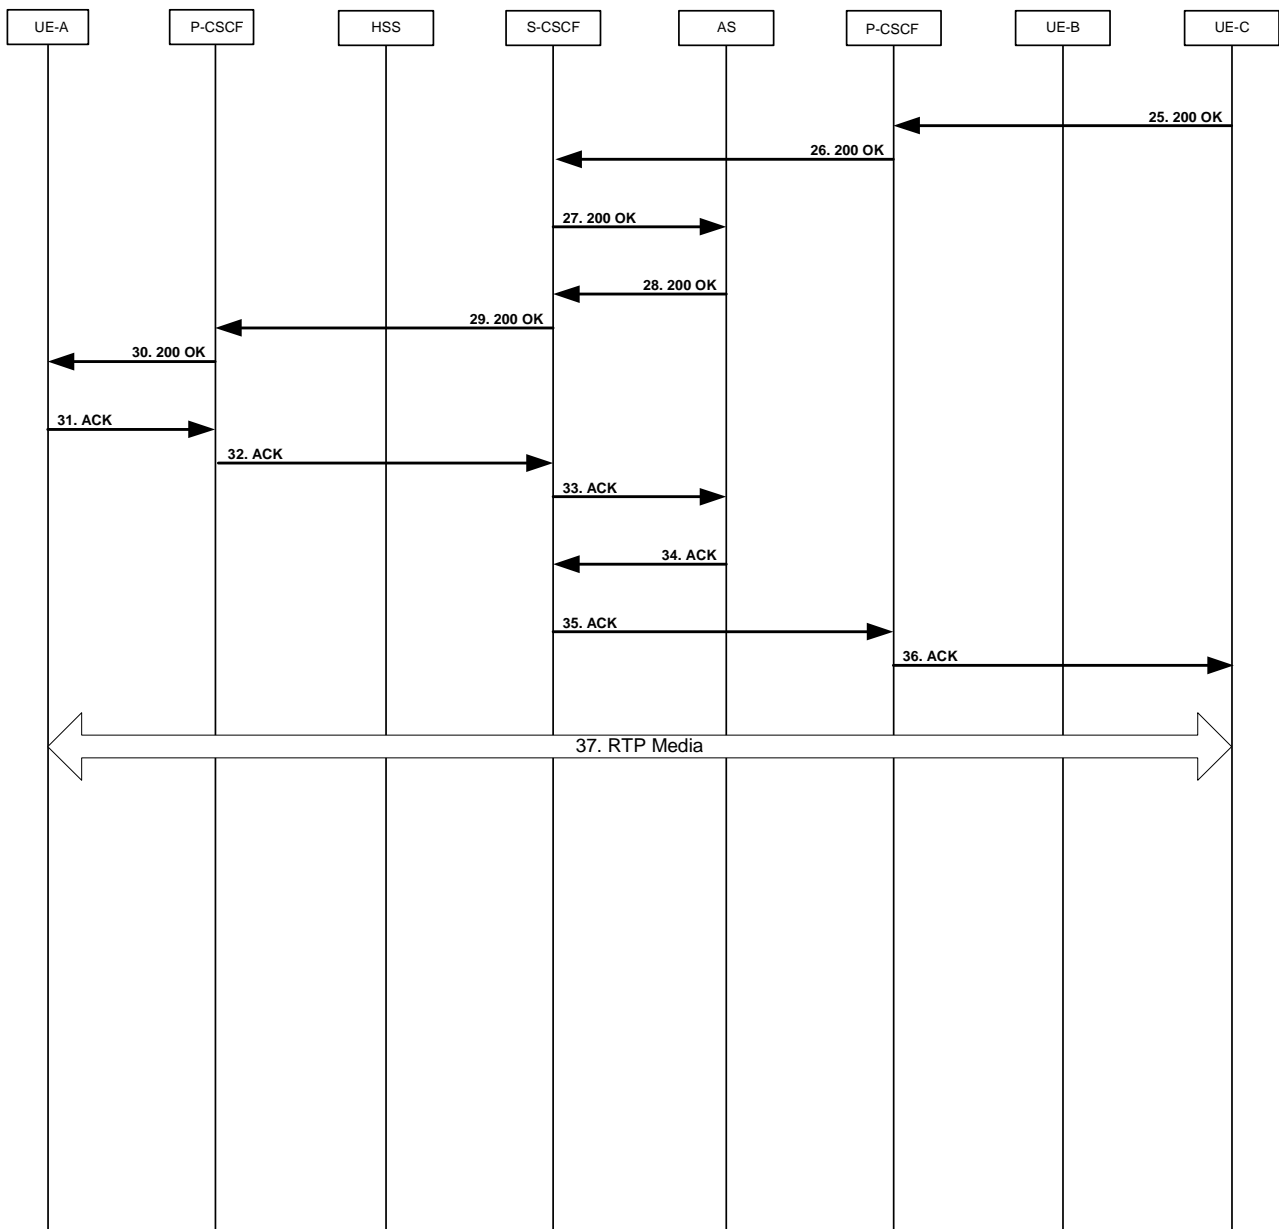 UE-A
P-CSCF
HSS
S-CSCF
AS
P-CSCF
UE-B
UE-C
25. 200 OK
26. 200 OK
27. 200 OK
28. 200 OK
29. 200 OK
30. 200 OK
31. ACK
32. ACK
33. ACK
34. ACK
35. ACK
36. ACK
37. RTP Media